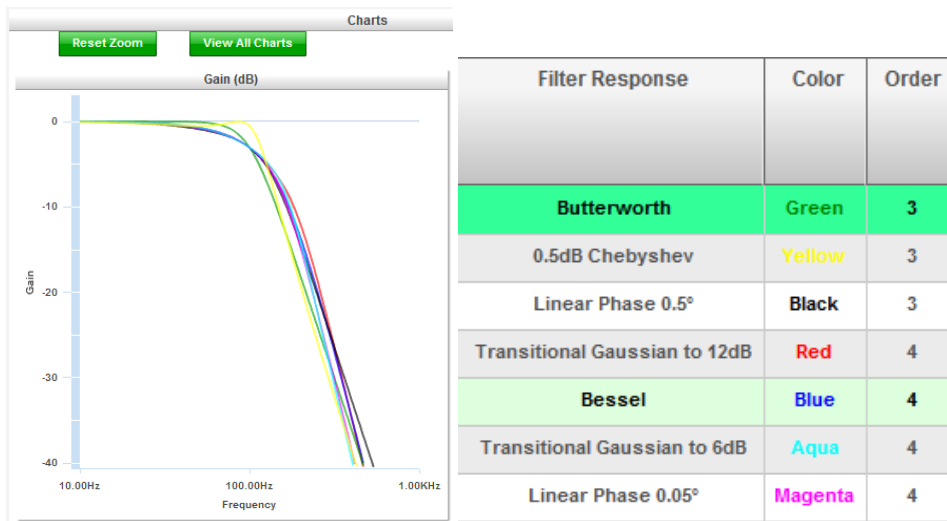 Charts
Reset Zoom View All Charts
Gain (dB)
0
-10
-20
-30
-40
Gain
10.00Hz 100.00Hz 1.00KHz
Frequency
Filter Response Color Order
Butterworth Green 3
0.5dB Chebyshev Yellow 3
Linear Phase 0.5° Black 3
Transitional Gaussian to 12dB Red 4
Bessel Blue 4
Transitional Gaussian to 6dB Aqua 4
Linear Phase 0.05° Magenta 4